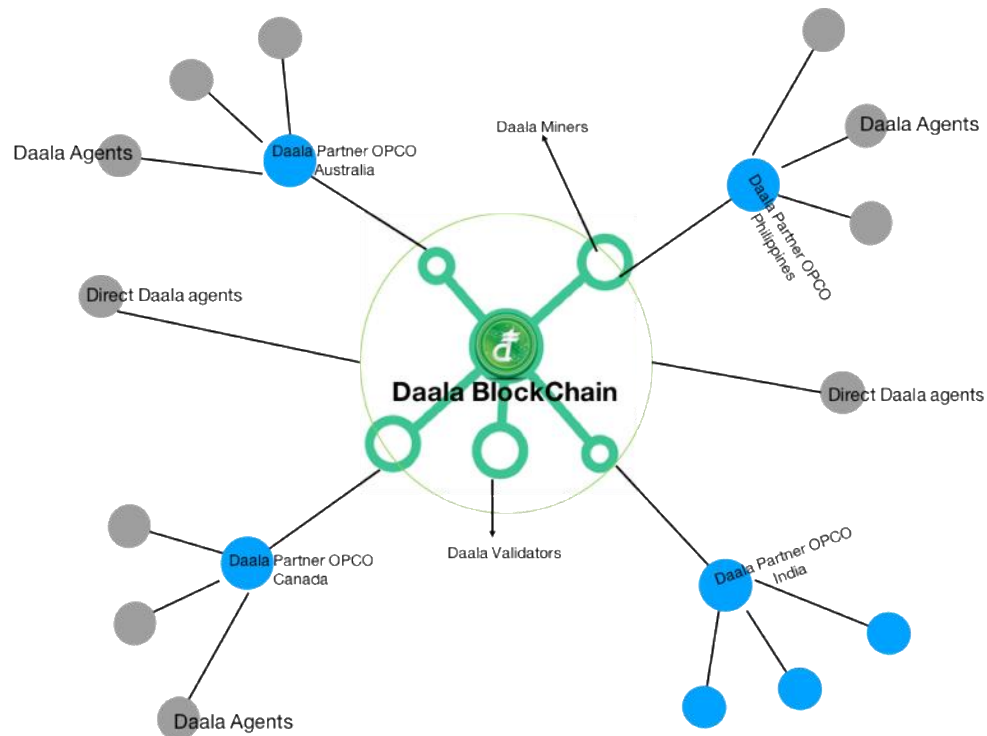 Daala Miners
Daala Agents
Daala Partner OPCO
Australia
Daala Agents
Daala Partner OPCO
Philippines
Direct Daala agents
Daala BlockChain
Direct Daala agents
Daala Validators
Daala Partner OPCO
Canada
Daala Partner OPCO
India
Daala Agents